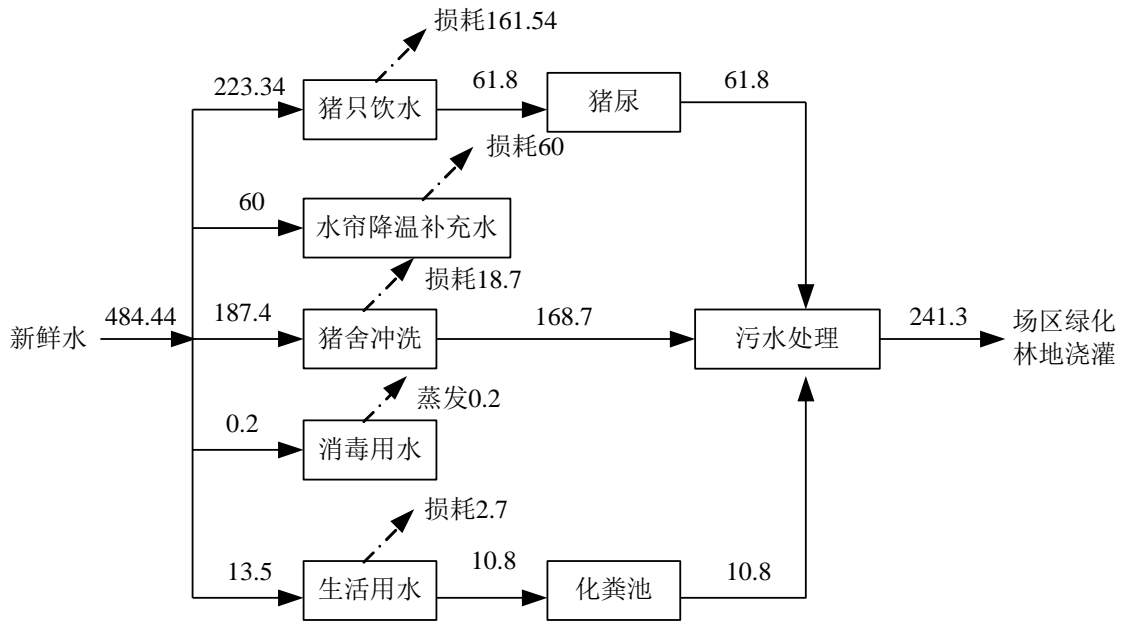 损耗161.54
223.34
猪只饮水
61.8
猪尿
61.8
损耗60
60
水帘降温补充水
损耗18.7
新鲜水
484.44
187.4
猪舍冲洗
168.7
污水处理
241.3
场区绿化
林地浇灌
蒸发0.2
0.2
消毒用水
损耗2.7
13.5
生活用水
10.8
化粪池
10.8